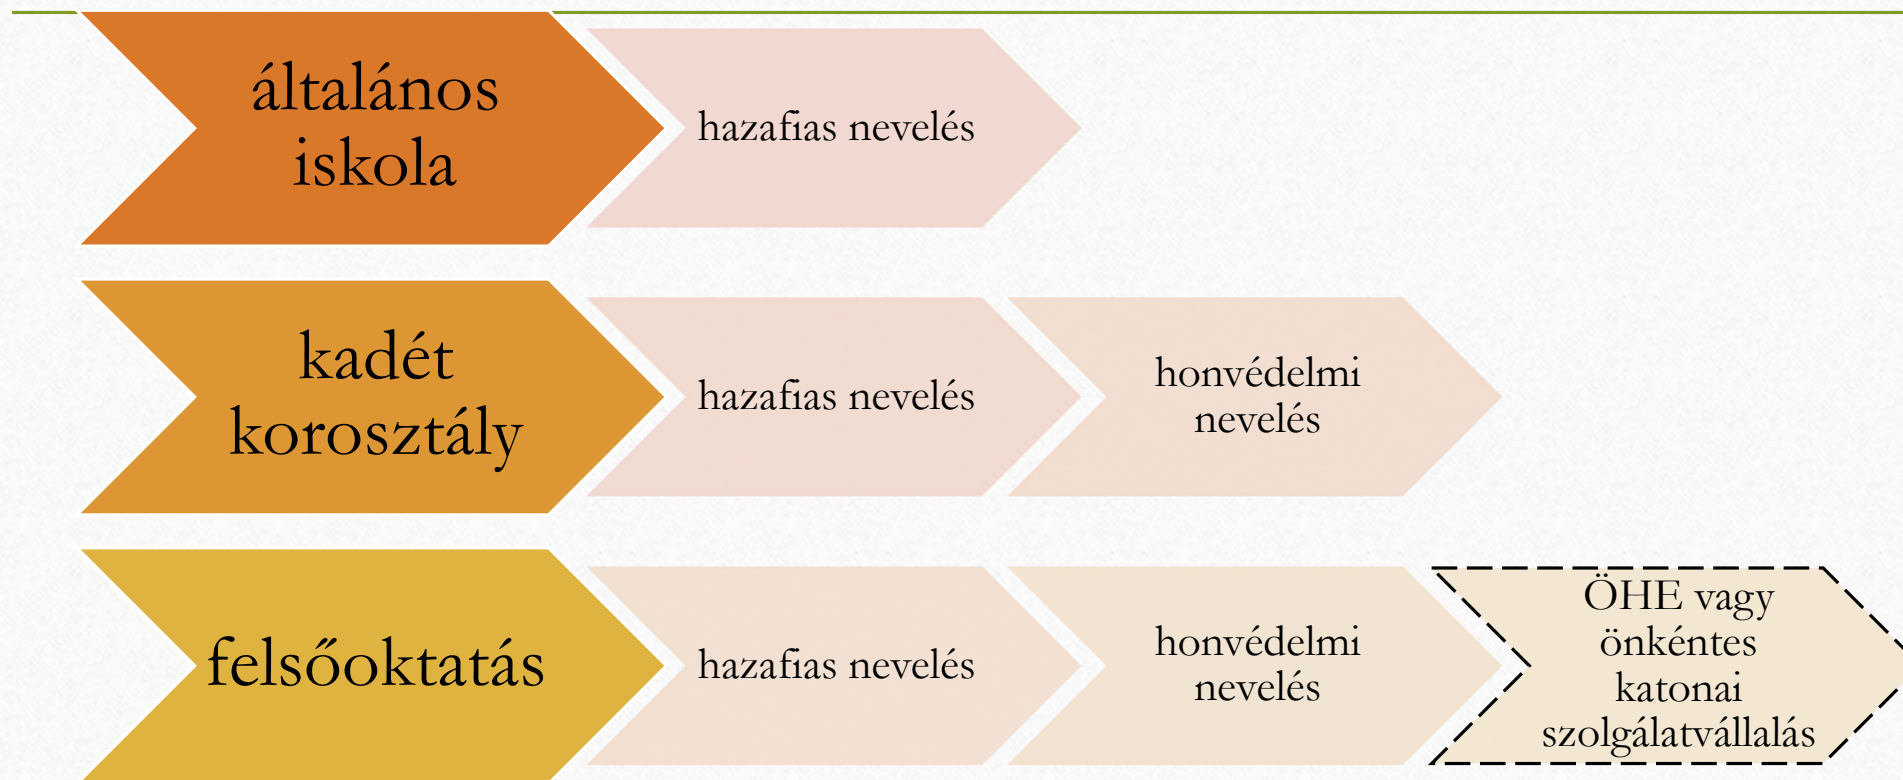 általános
iskola
hazafias nevelés
kadét
korosztály
hazafias nevelés
honvédelmi
nevelés
felsőoktatás
hazafias nevelés
honvédelmi
nevelés
ÖHE vagy
önkéntes
katonai
szolgálatvállalás